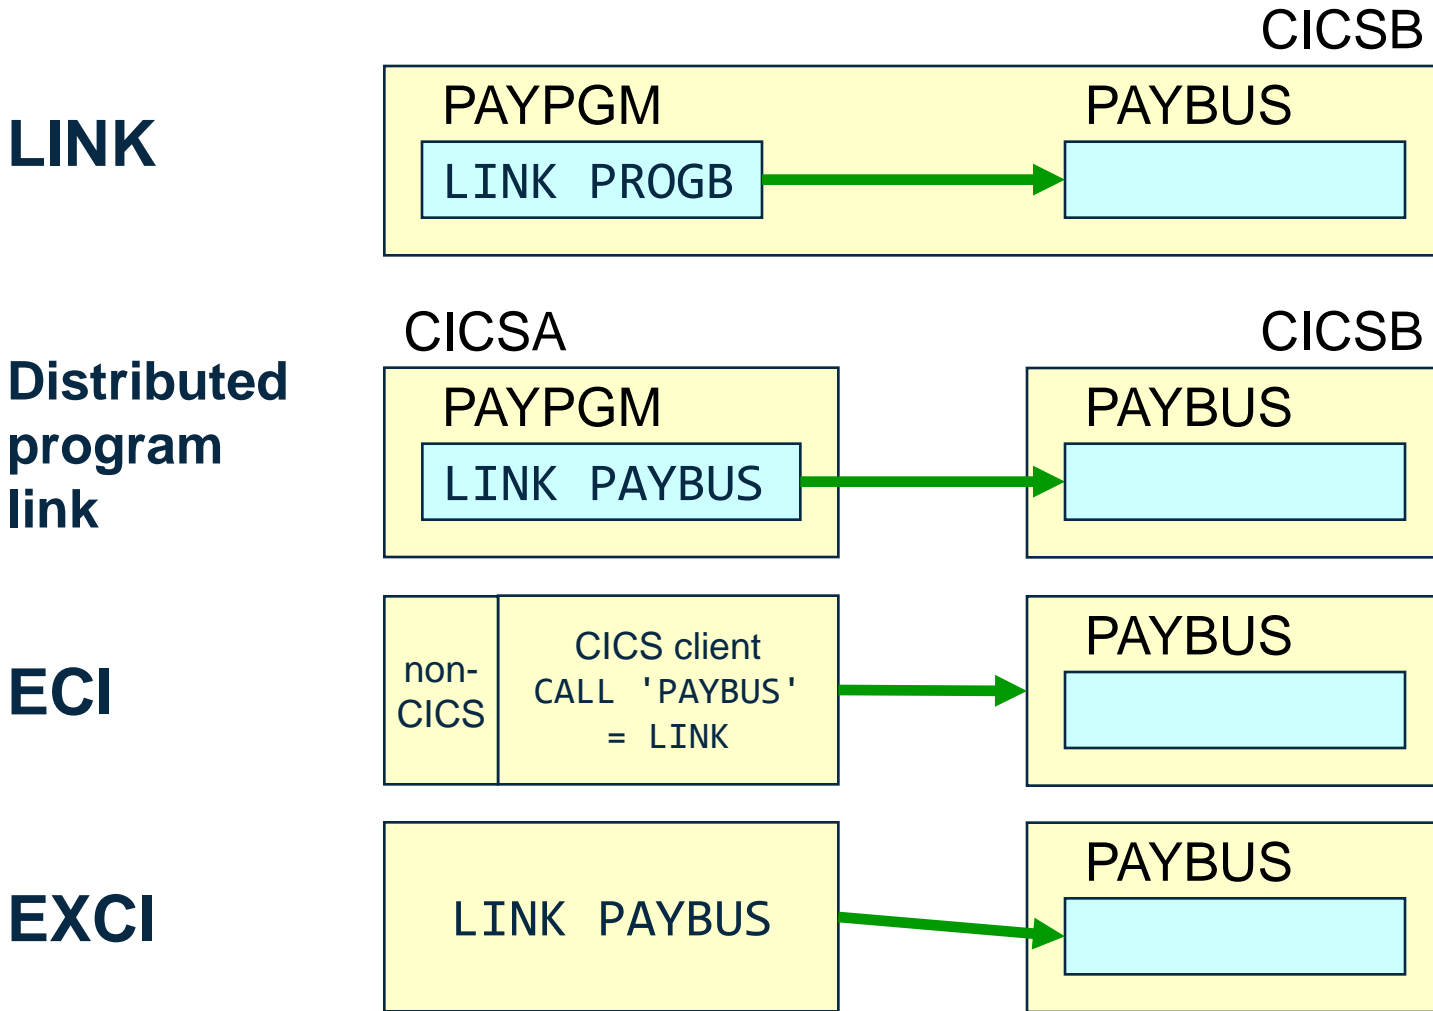 CICSB
LINK
PAYPGM
PAYBUS
LINK PROGB
CICSA
CICSB
Distributed
program
link
PAYPGM
PAYBUS
LINK PAYBUS
ECI
non-
CICS
CICS client
CALL 'PAYBUS'
= LINK
PAYBUS
EXCI
LINK PAYBUS
PAYBUS